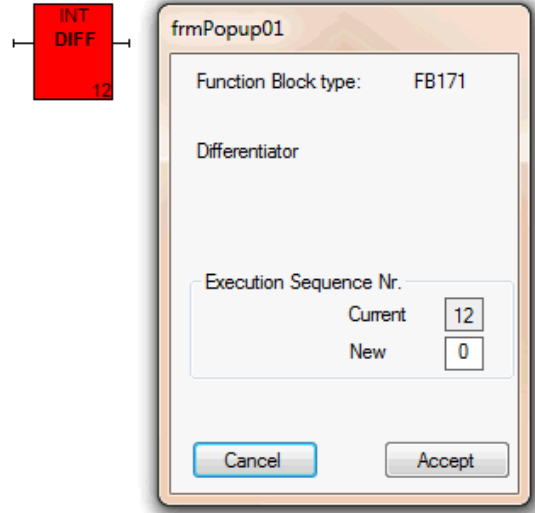 INT
DIFF
12
frmPopup01
Function Block type: FB171
Differentiator
Execution Sequence Nr.
Current 12
New 0
Cancel Accept